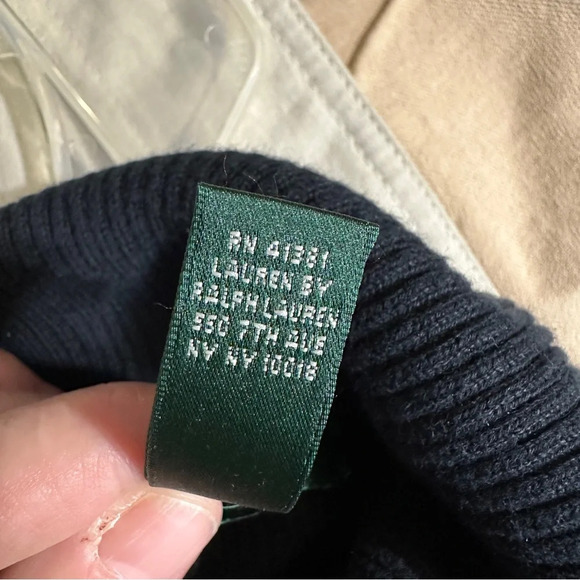 RN 41381
LAUREN BY
RALPH LAUREN
550 7TH AVE
NY NY 10018